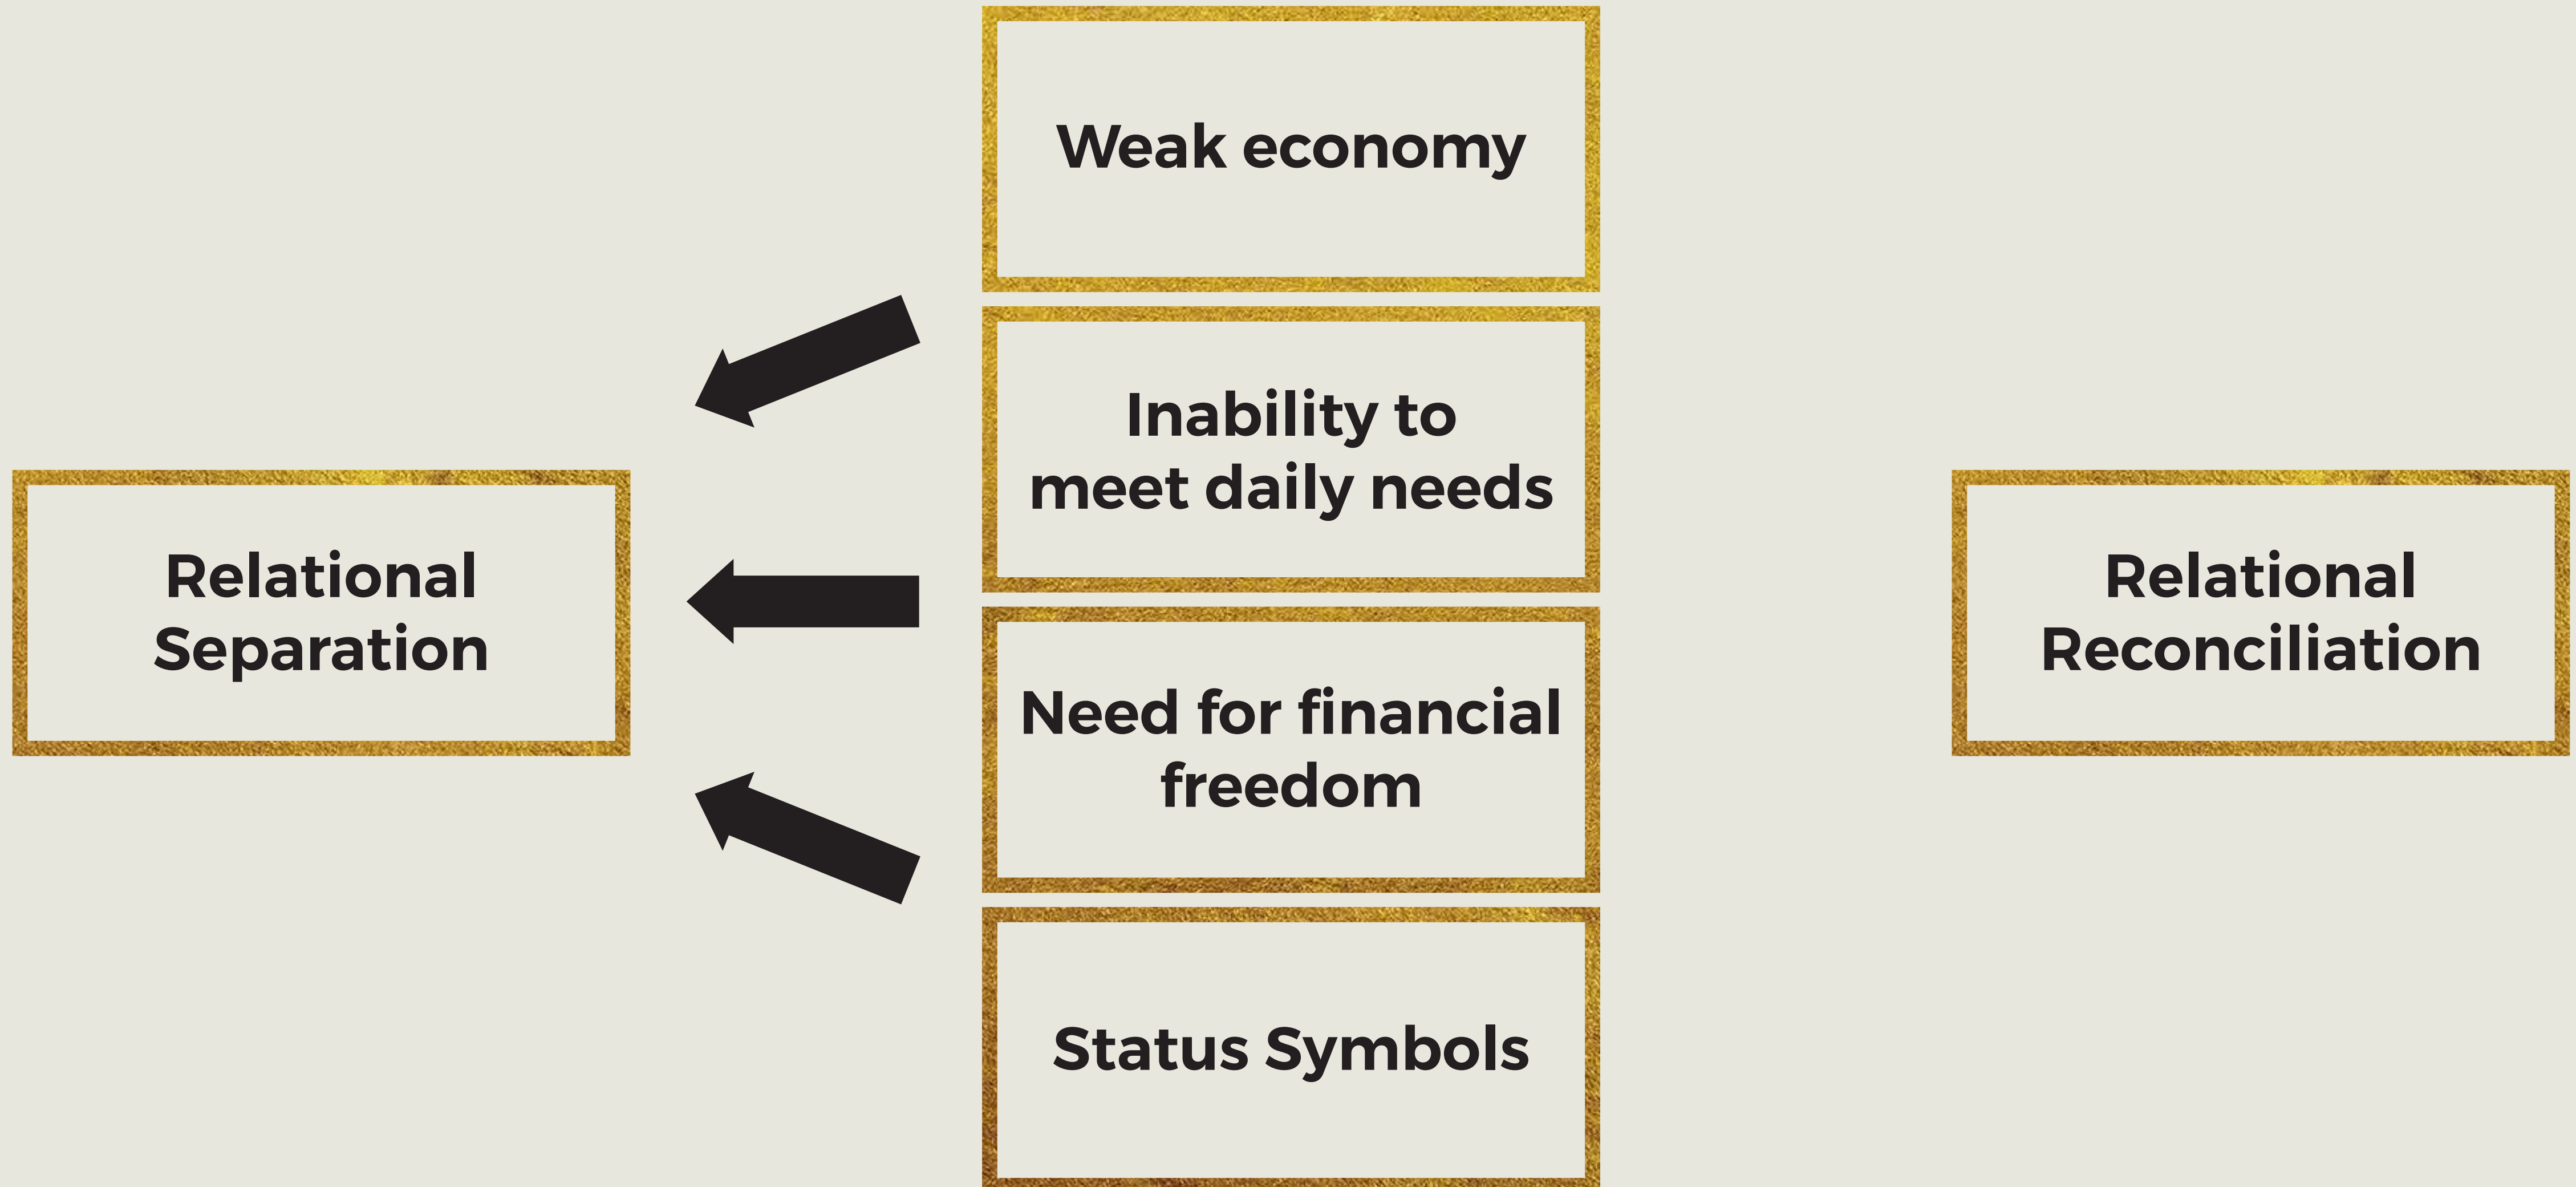 Weak economy
Inability to
meet daily needs
Relational
Separation
Need for financial
freedom
Status Symbols
Relational
Reconciliation